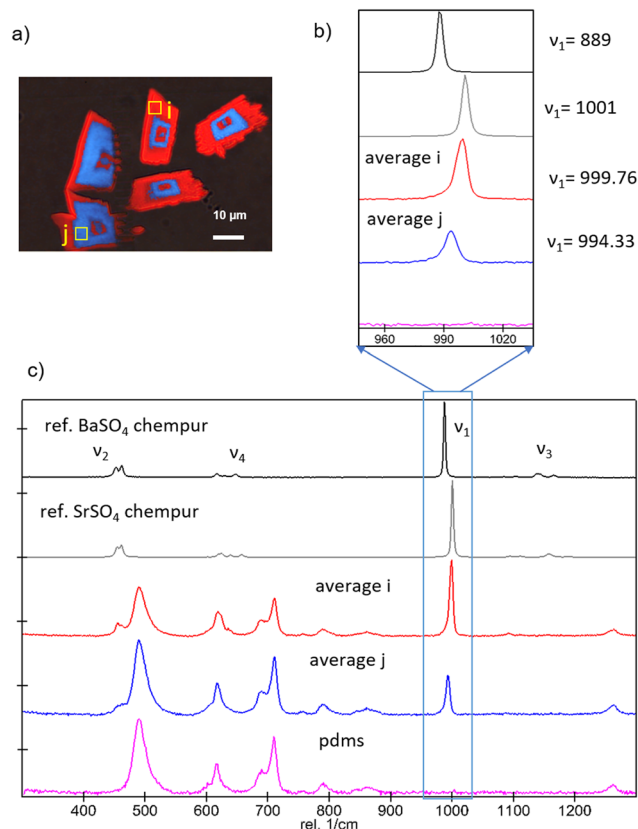 a)
i
j
10 µm
b)
ν1= 889
ν1= 1001
average i
ν1= 999.76
average j
ν1= 994.33
960 990 1020
c)
ref. BaSO4 chempur
ν2 ν4 ν1 ν3
ref. SrSO4 chempur
average i
average j
pdms
400 500 600 700 800 900 1000 1100 1200
rel. 1/cm